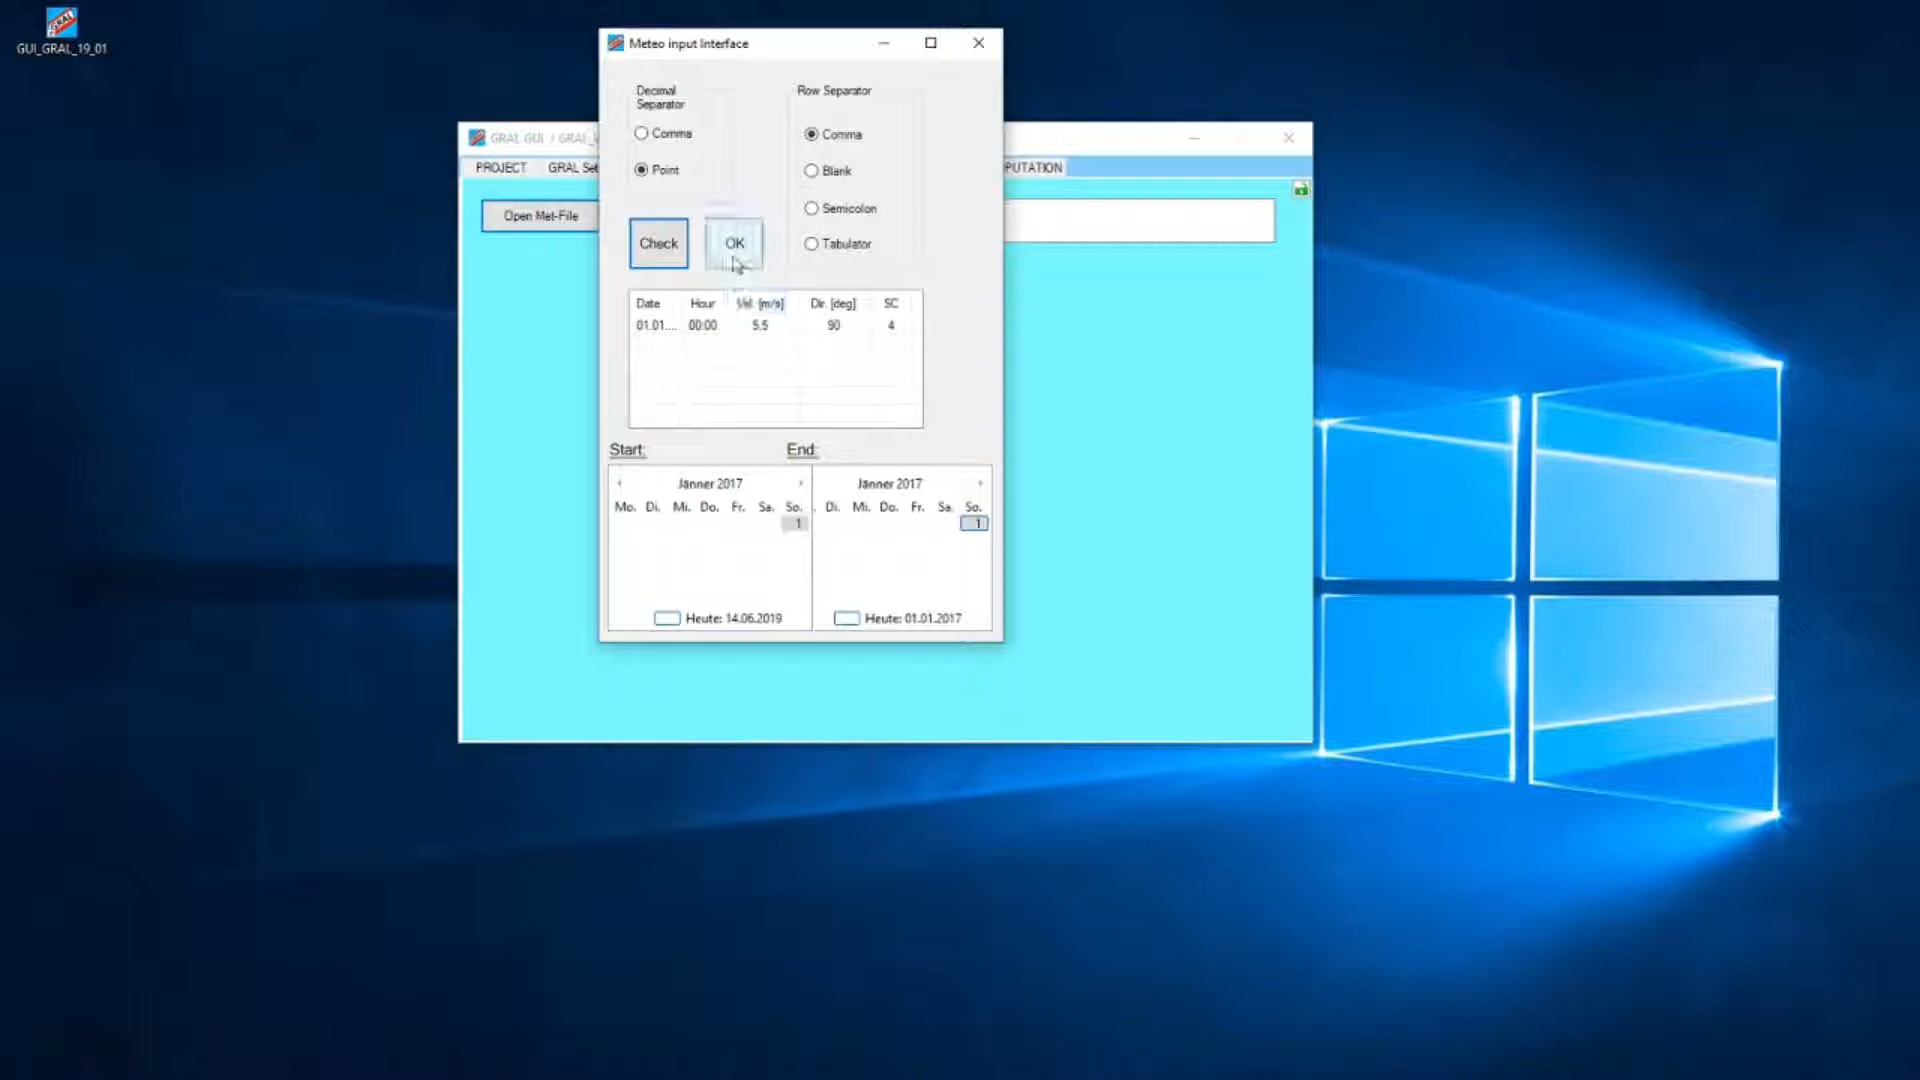 GUI_GRAL_19_01
Meteo input Interface
Decimal
Separator
Comma
Point
Row Separator
Comma
Blank
Semicolon
Tabulator
Check
OK
GRAL GUI / GRAL_
PROJECT
GRAL Set
PUTATION
Open Met-File
Date Hour Vel. [m/s] Dir. [deg] SC
01.01.... 00:00 5.5 90 4
Start:
End:
Jänner 2017
Mo. Di. Mi. Do. Fr. Sa. So.
1
Heute: 14.06.2019
Jänner 2017
. Di. Mi. Do. Fr. Sa. So.
1
Heute: 01.01.2017